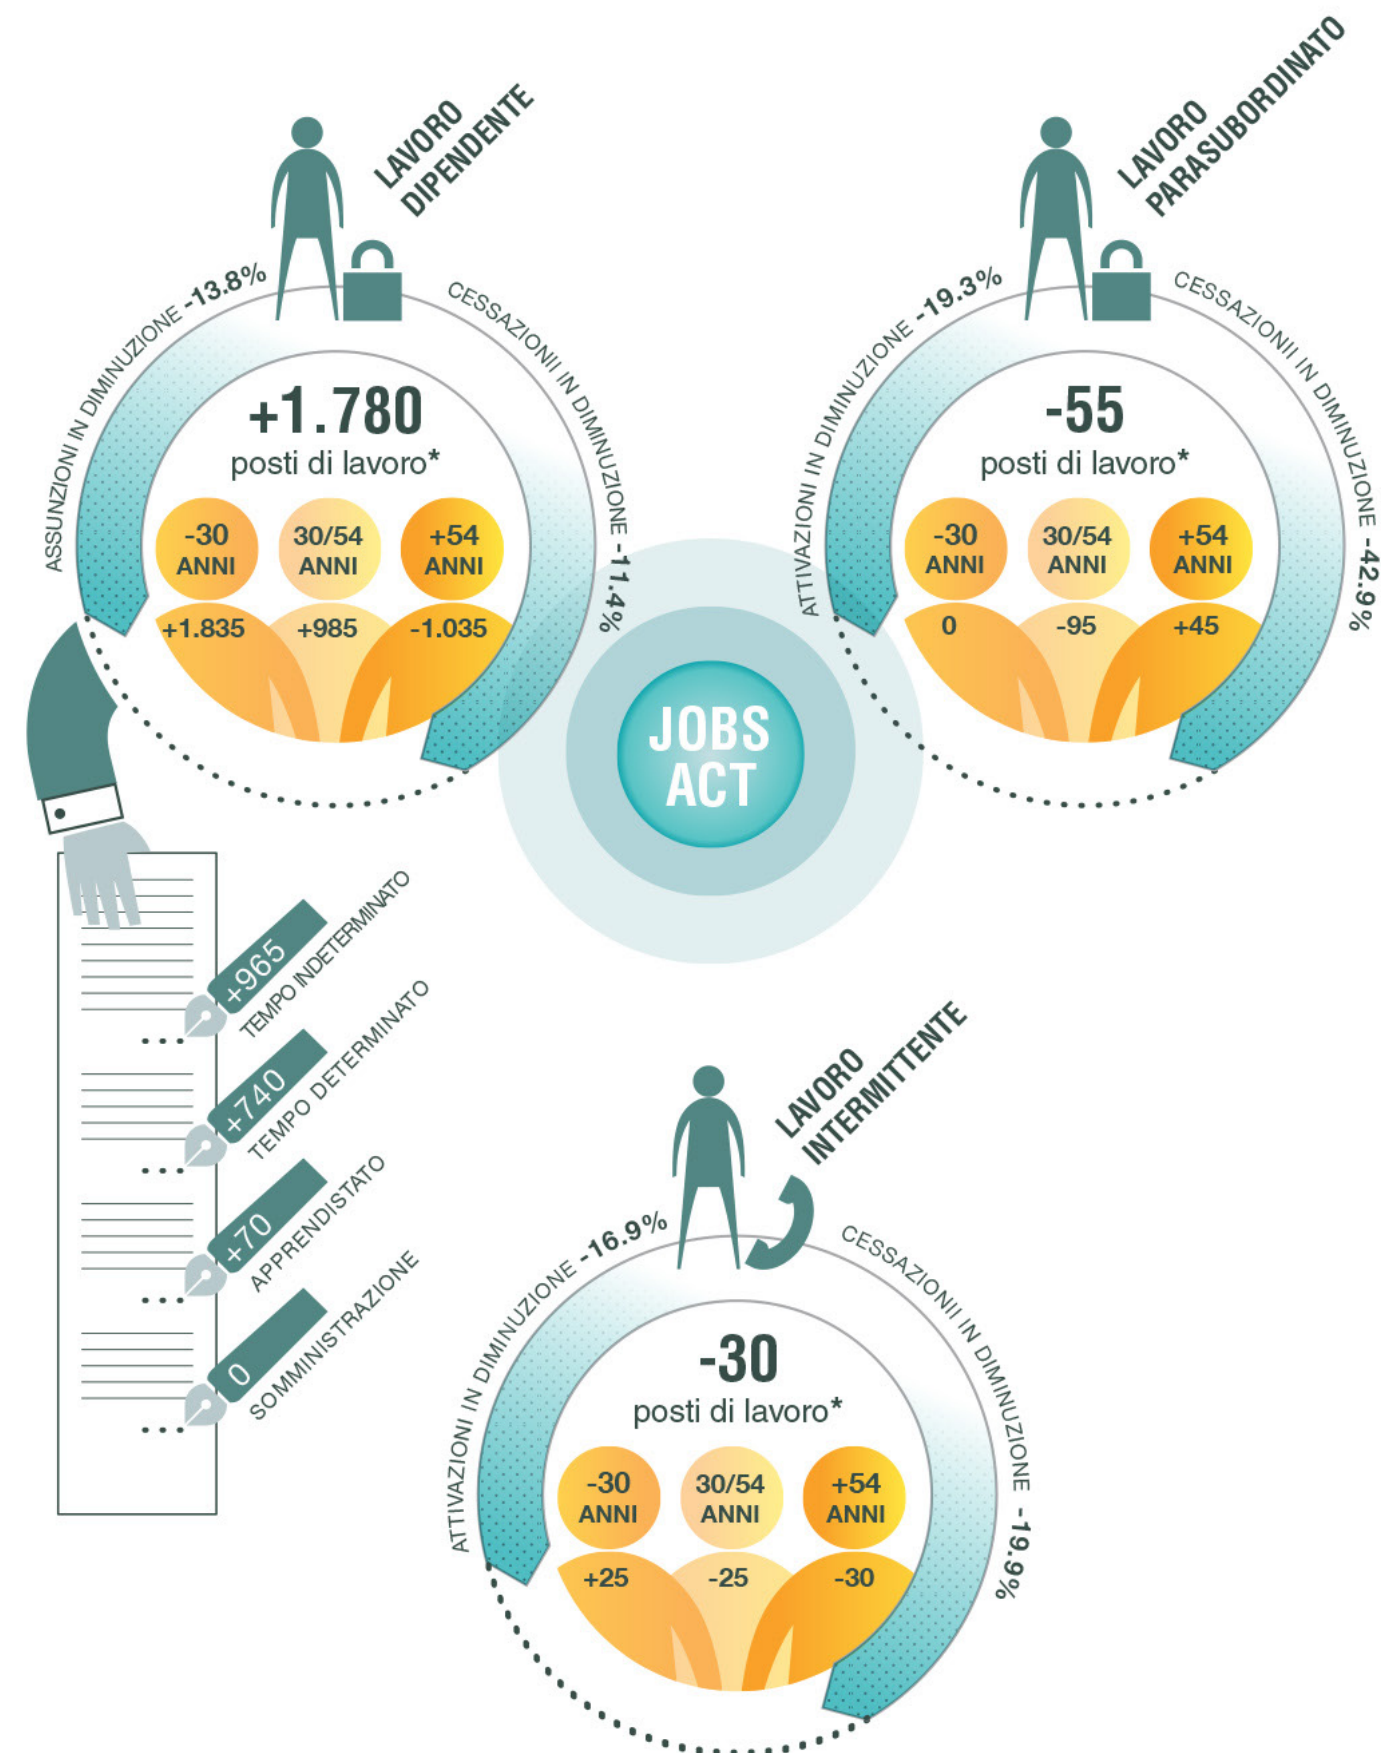 LAVORO
DIPENDENTE
ASSUNZIONI IN DIMINUZIONE -13.8%
CESSAZIONII IN DIMINUZIONE -11.4%
+1.780
posti di lavoro*
-30
ANNI
30/54
ANNI
+54
ANNI
+1.835
+985
-1.035
LAVORO
PARASUBORDINATO
ATTIVAZIONI IN DIMINUZIONE -19.3%
CESSAZIONII IN DIMINUZIONE -42.9%
-55
posti di lavoro*
-30
ANNI
30/54
ANNI
+54
ANNI
0
-95
+45
JOBS
ACT
+965
TEMPO INDETERMINATO
+740
TEMPO DETERMINATO
+70
APPRENDISTATO
0
SOMMINISTRAZIONE
LAVORO
INTERMITTENTE
ATTIVAZIONI IN DIMINUZIONE -16.9%
CESSAZIONII IN DIMINUZIONE -19.9%
-30
posti di lavoro*
-30
ANNI
30/54
ANNI
+54
ANNI
+25
-25
-30